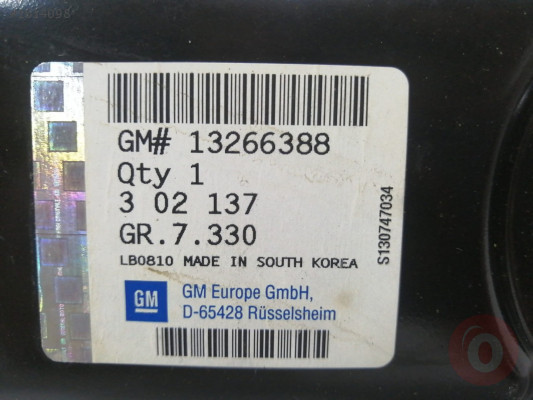 GM# 13266388
Qty 1
3 02 137
GR.7.330
LB0810 MADE IN SOUTH KOREA
GM
GM Europe GmbH,
D-65428 Rüsselsheim
S130747034